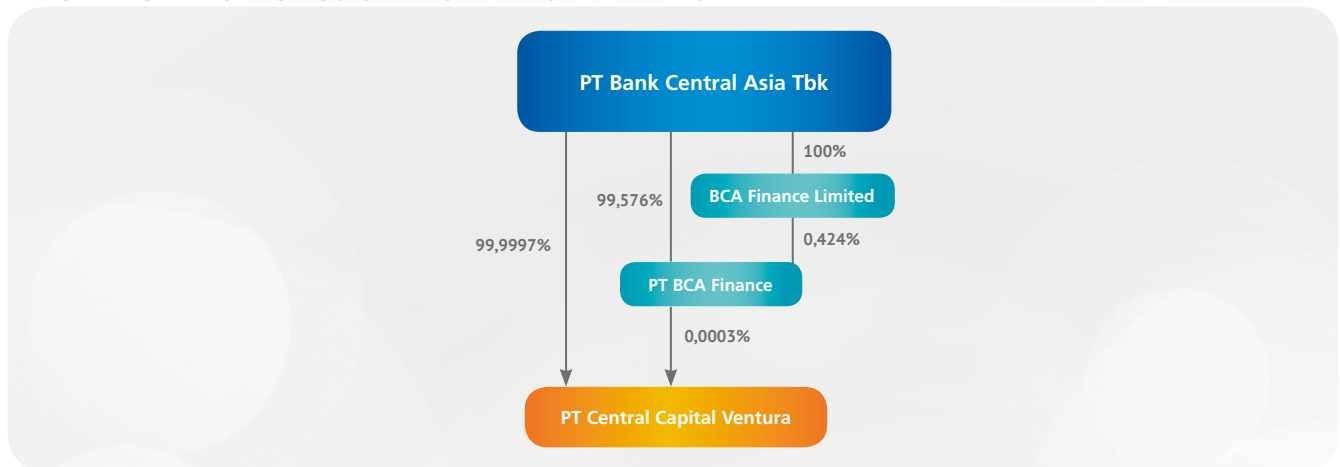 PT Bank Central Asia Tbk
100%
BCA Finance Limited
99,576%
0,424%
99,9997%
PT BCA Finance
0,0003%
PT Central Capital Ventura